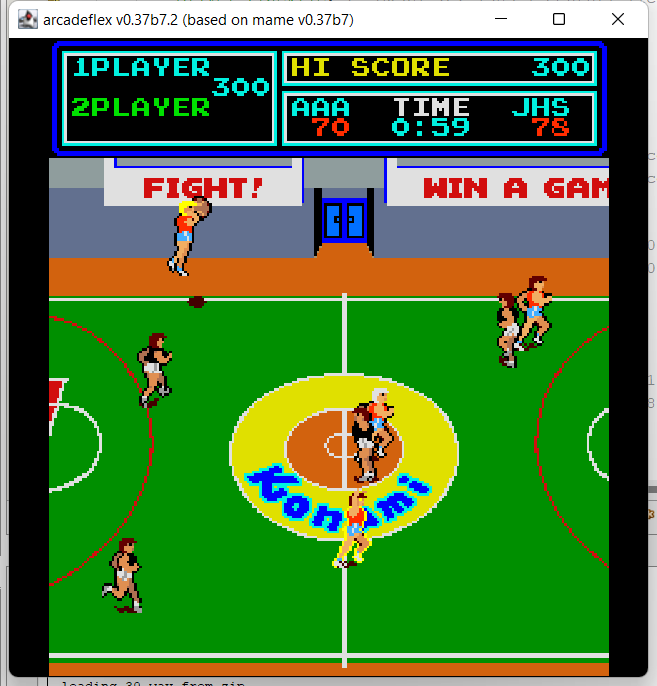 arcadeflex v0.37b7.2 (based on mame v0.37b7)
1PLAYER
300
2PLAYER
HI SCORE 300
AAA TIME JHS
70 0:59 78
FIGHT!
WIN A GAM
Konami